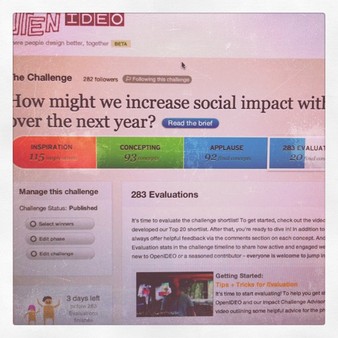 IDEO
where people design better, together BETA
The Challenge 282 followers Following this challenge
How might we increase social impact with
over the next year? Read the brief
INSPIRATION CONCEPTING APPLAUSE 283 EVALUAT
115 93 92 20
Manage this challenge
Challenge Status: Published
Select winners
Edit phase
Edit challenge
3 days left
283 Evaluations
It's time to evaluate the challenge shortlist! To get started, check out the
developed our Top 20 shortlist. After that, you're ready to dive in! In addition to
always offer helpful feedback via the comments section on each concept. And
Evaluation stats in the challenge timeline to show how active and engaged
new to OpenIDEO or a seasoned contributor - everyone is welcome to jump in
Getting Started:
Tips + Tricks for Evaluation
It's time to start evaluating! To help you get
OpenIDEO and our Impact Challenge Advisor
video outlining some helpful advice for the pr